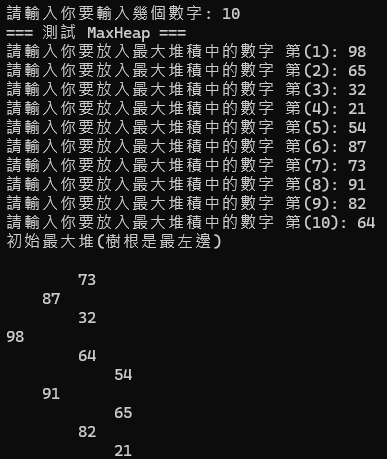 請輸入你要輸入幾個數字: 10
=== 測試 MaxHeap ===
請輸入你要放入最大堆積中的數字 第(1): 98
請輸入你要放入最大堆積中的數字 第(2): 65
請輸入你要放入最大堆積中的數字 第(3): 32
請輸入你要放入最大堆積中的數字 第(4): 21
請輸入你要放入最大堆積中的數字 第(5): 54
請輸入你要放入最大堆積中的數字 第(6): 87
請輸入你要放入最大堆積中的數字 第(7): 73
請輸入你要放入最大堆積中的數字 第(8): 91
請輸入你要放入最大堆積中的數字 第(9): 82
請輸入你要放入最大堆積中的數字 第(10): 64
初始最大堆(樹根是最左邊)
73
87
32
98
64
54
91
65
82
21